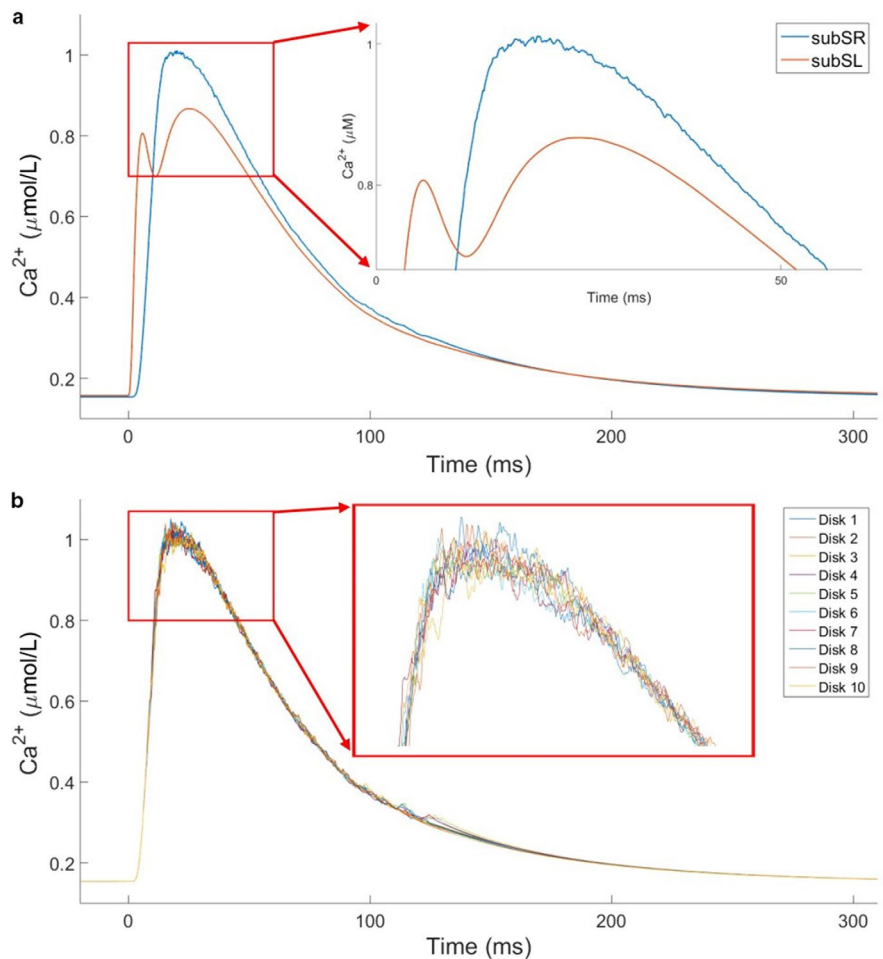 a
subSR
subSL
Ca2+ (μmol/L)
1
0.8
0.6
0.4
0.2
0
100
200
300
Time (ms)
Ca2+ (μM)
1
0.8
0
50
Time (ms)
b
Disk 1
Disk 2
Disk 3
Disk 4
Disk 5
Disk 6
Disk 7
Disk 8
Disk 9
Disk 10
Ca2+ (μmol/L)
1
0.8
0.6
0.4
0.2
0
100
200
300
Time (ms)